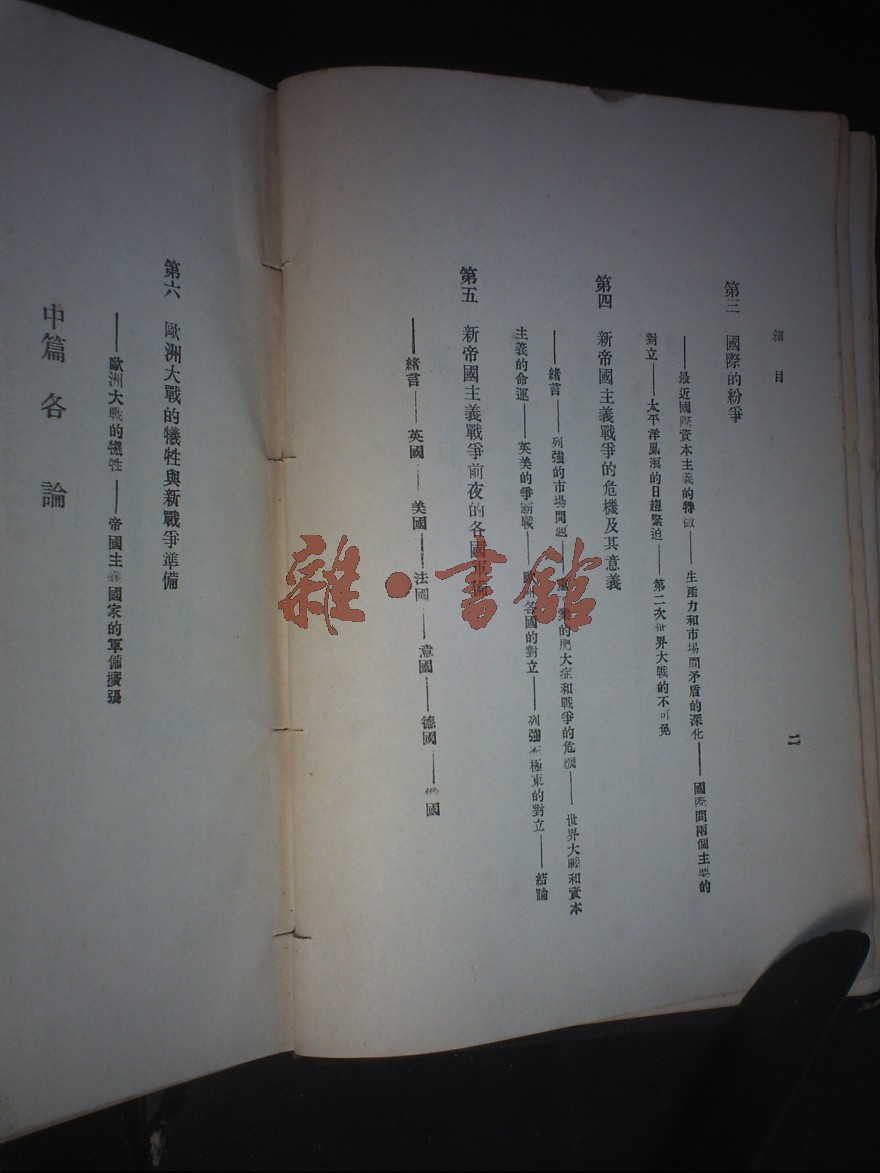 細目
二
第三 國際的紛爭
——最近國際資本主義的特徵——生產力和市場間矛盾的深化——國際間兩個主要的
對立——太平洋風浪的日趨緊迫——第二次世界大戰的不可免
第四 新帝國主義戰爭的危機及其意義
——緒言——列強的市場問題——業的肥大症和戰爭的危機——世界大戰和資本
主義的命運——英美的爭霸戰——各國的對立——列強極東的對立——結論
第五 新帝國主義戰爭前夜的各國
——緒言——英國——美國——法國——意國——德國——國
第六 歐洲大戰的犧牲與新戰爭準備
——歐洲大戰的犧牲——帝國主義國家的軍備擴張
中篇 各論
雜·書館